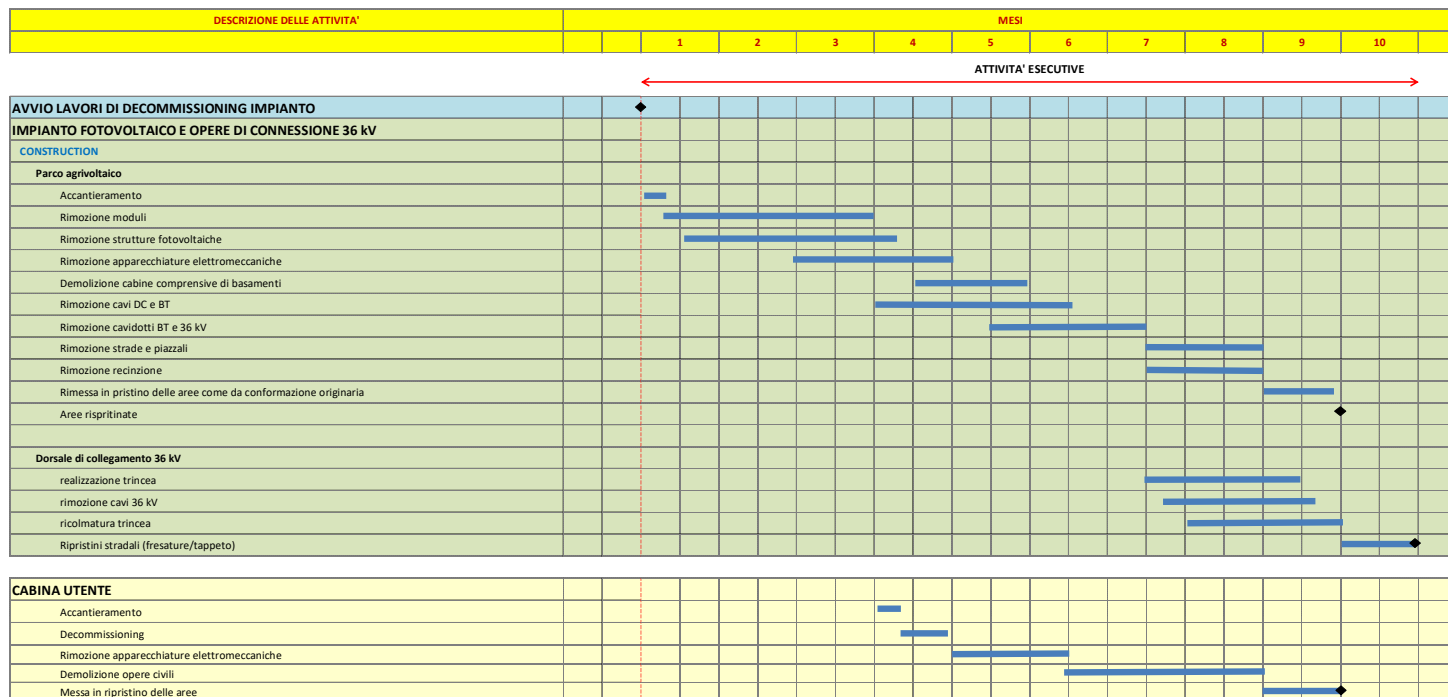 DESCRIZIONE DELLE ATTIVITA' MESI
1 2 3 4 5 6 7 8 9 10
ATTIVITA' ESECUTIVE
AVVIO LAVORI DI DECOMMISSIONING IMPIANTO
IMPIANTO FOTOVOLTAICO E OPERE DI CONNESSIONE 36 kV
CONSTRUCTION
Parco agrivoltaico
Accantieramento
Rimozione moduli
Rimozione strutture fotovoltaiche
Rimozione apparecchiature elettromeccaniche
Demolizione cabine comprensive di basamenti
Rimozione cavi DC e BT
Rimozione cavidotti BT e 36 kV
Rimozione strade e piazzali
Rimozione recinzione
Rimessa in pristino delle aree come da conformazione originaria
Aree rispritinate
Dorsale di collegamento 36 kV
realizzazione trincea
rimozione cavi 36 kV
ricolmatura trincea
Ripristini stradali (fresature/tappeto)
CABINA UTENTE
Accantieramento
Decommissioning
Rimozione apparecchiature elettromeccaniche
Demolizione opere civili
Messa in ripristino delle aree